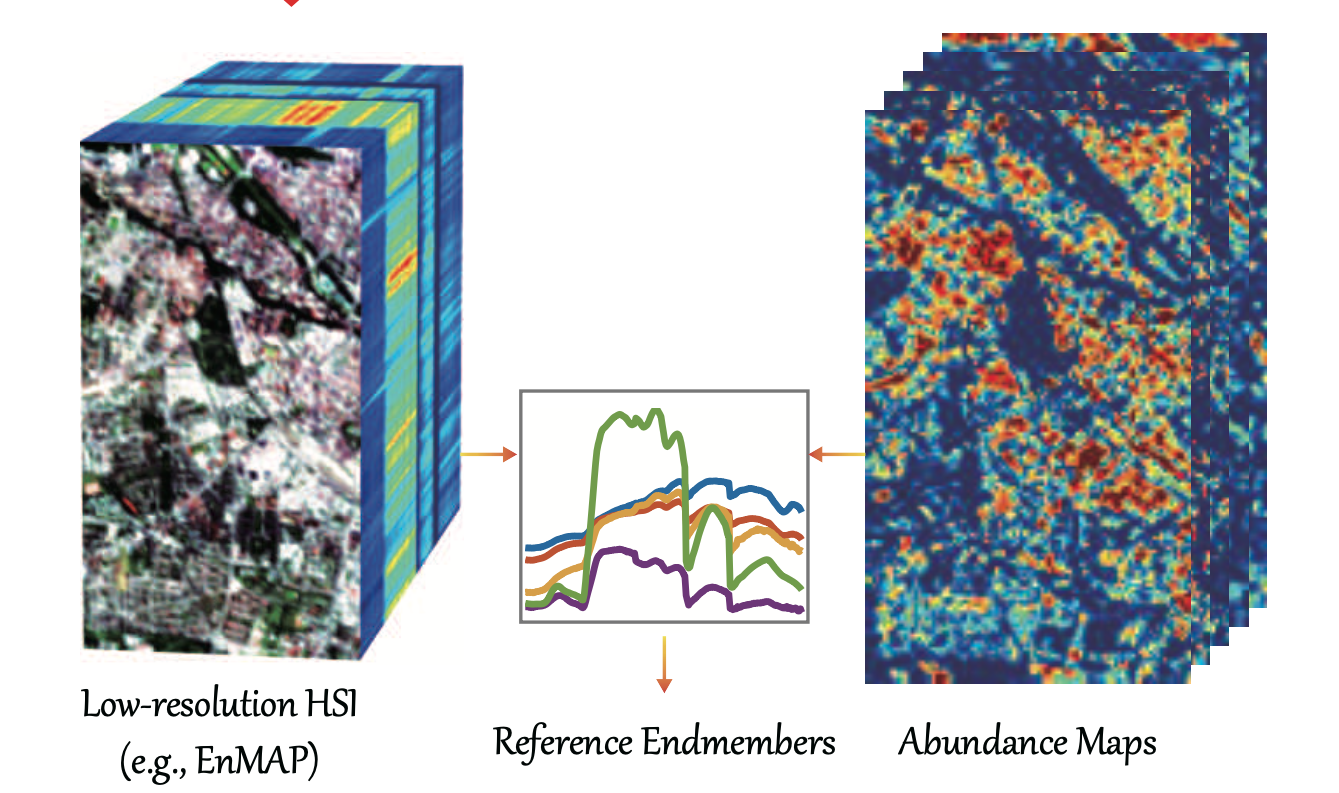 Low-resolution HSI
(e.g., EnMAP)
Reference Endmembers
Abundance Maps